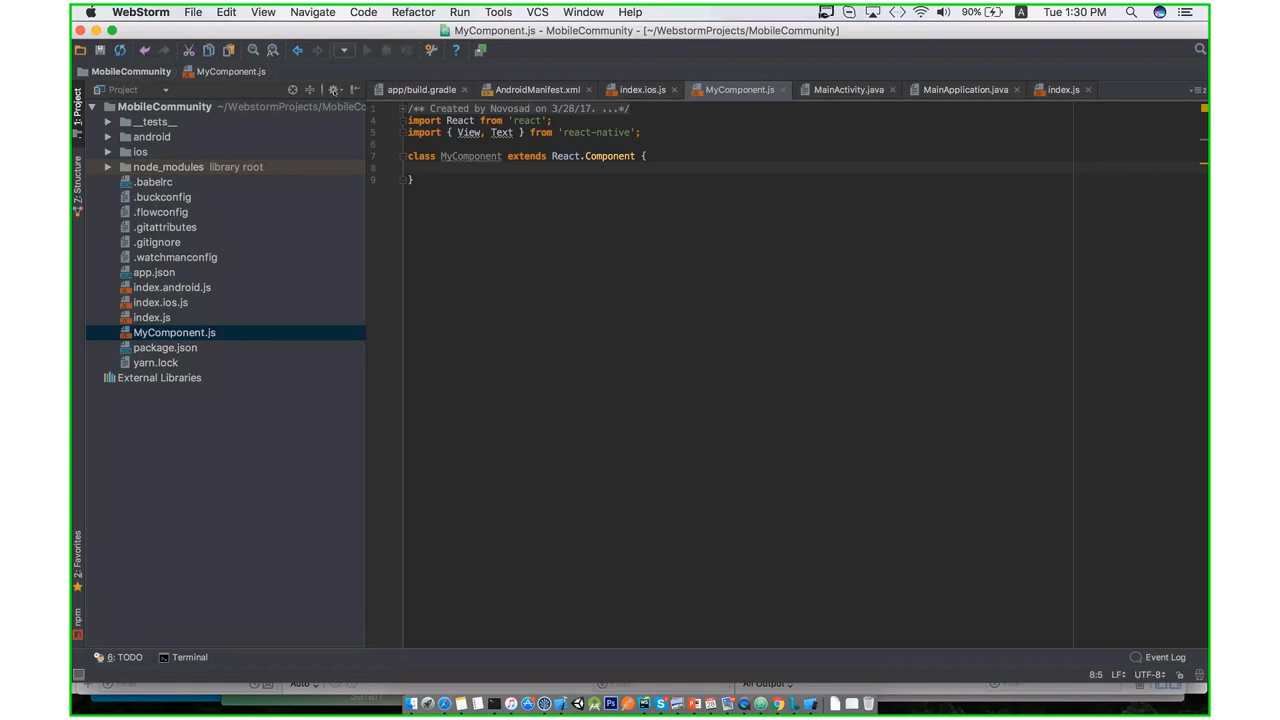 WebStorm File Edit View Navigate Code Refactor Run Tools VCS Window Help 90% A Tue 1:30 PM
MyComponent.js - MobileCommunity - [~/WebstormProjects/MobileCommunity]
MobileCommunity MyComponent.js
Project app/build.gradle AndroidManifest.xml index.ios.js MyComponent.js MainActivity.java MainApplication.java index.js 2
1: Project
7: Structure
2: Favorites
npm
MobileCommunity ~/WebstormProjects/MobileCo
__tests__
android
ios
node_modules library root
.babelrc
.buckconfig
.flowconfig
.gitattributes
.gitignore
.watchmanconfig
app.json
index.android.js
index.ios.js
index.js
MyComponent.js
package.json
yarn.lock
External Libraries
1 /** Created by Novosad on 3/28/17. ...*/
4 import React from 'react';
5 import { View, Text } from 'react-native';
6
7 class MyComponent extends React.Component {
8
9 }
6: TODO Terminal Event Log
8:5 LF UTF-8
Auto All Output